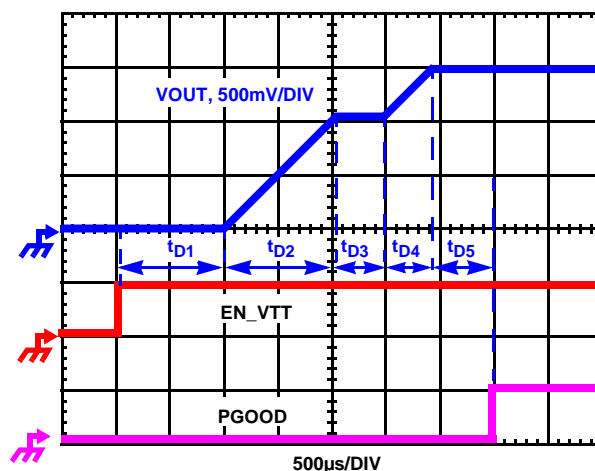 VOUT, 500mV/DIV
tD1 tD2 tD3 tD4 tD5
EN_VTT
PGOOD
500µs/DIV